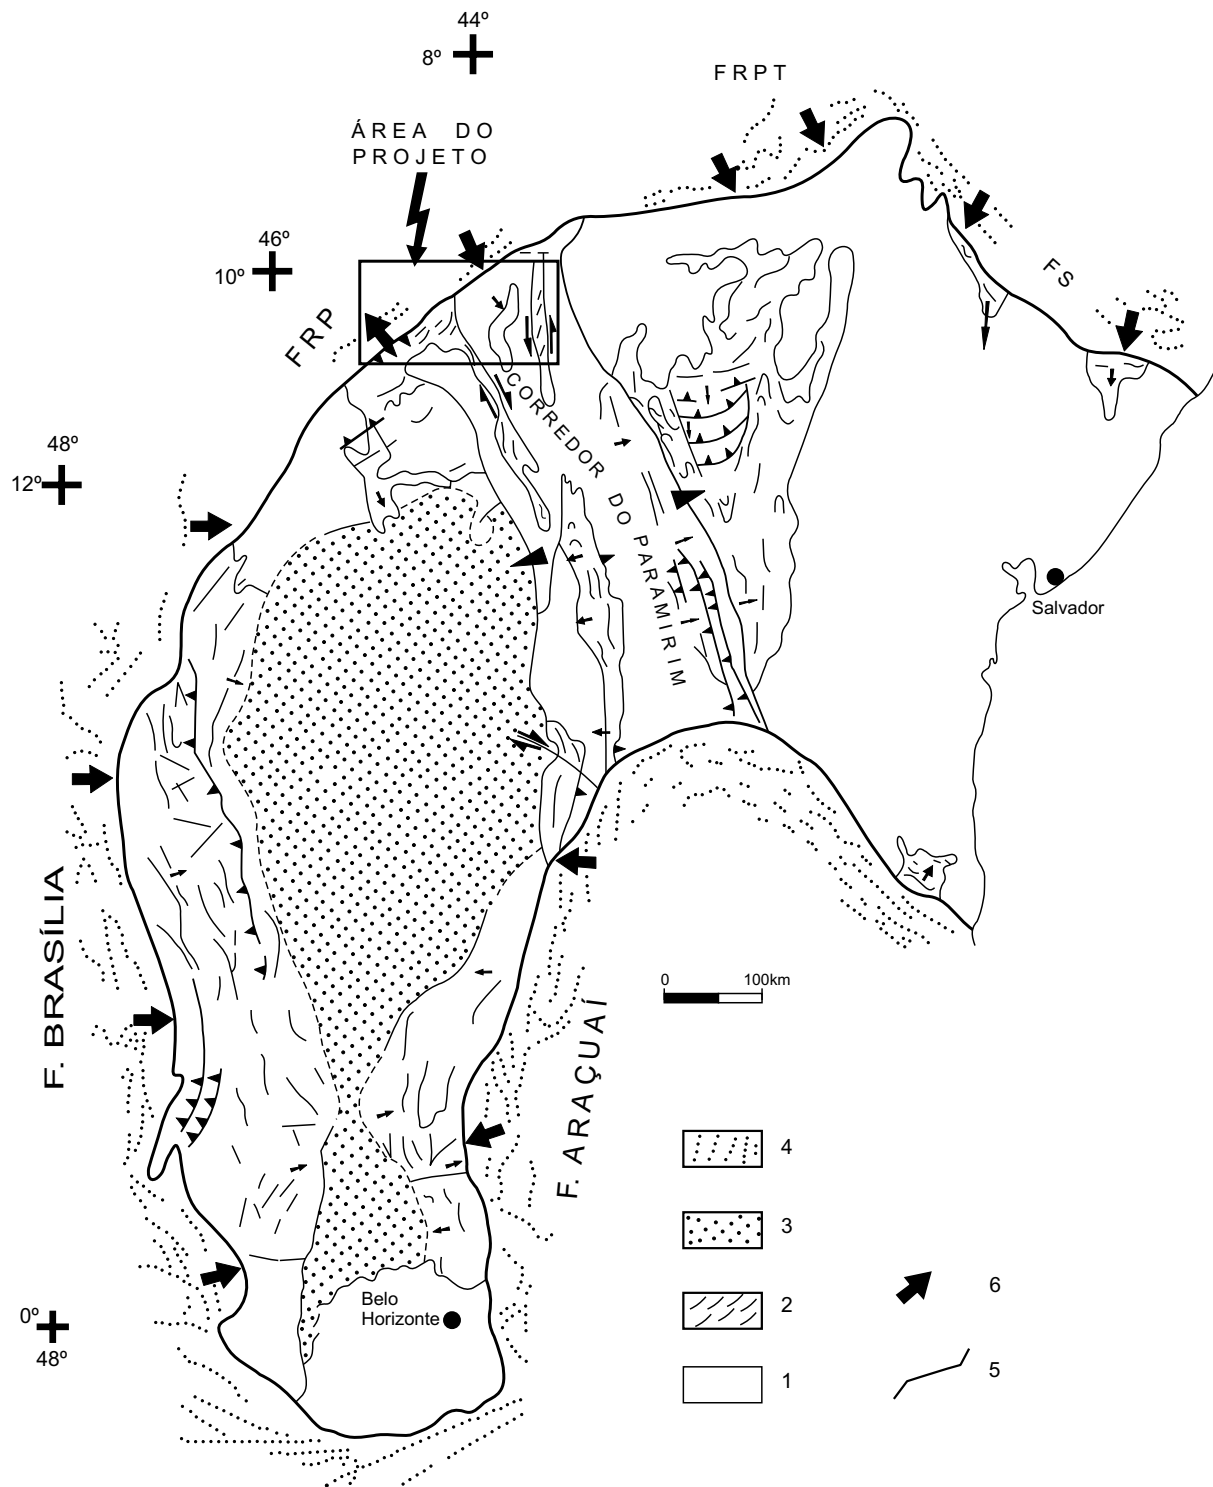 44º
8º
FRPT
ÁREA DO
PROJETO
46º
10º
FRP
FS
CORREDOR DO PARAMIRIM
48º
12º
Salvador
F. BRASÍLIA
F. ARAÇUAÍ
0 100km
4
3
2
1
6
5
Belo
Horizonte
0º
48º